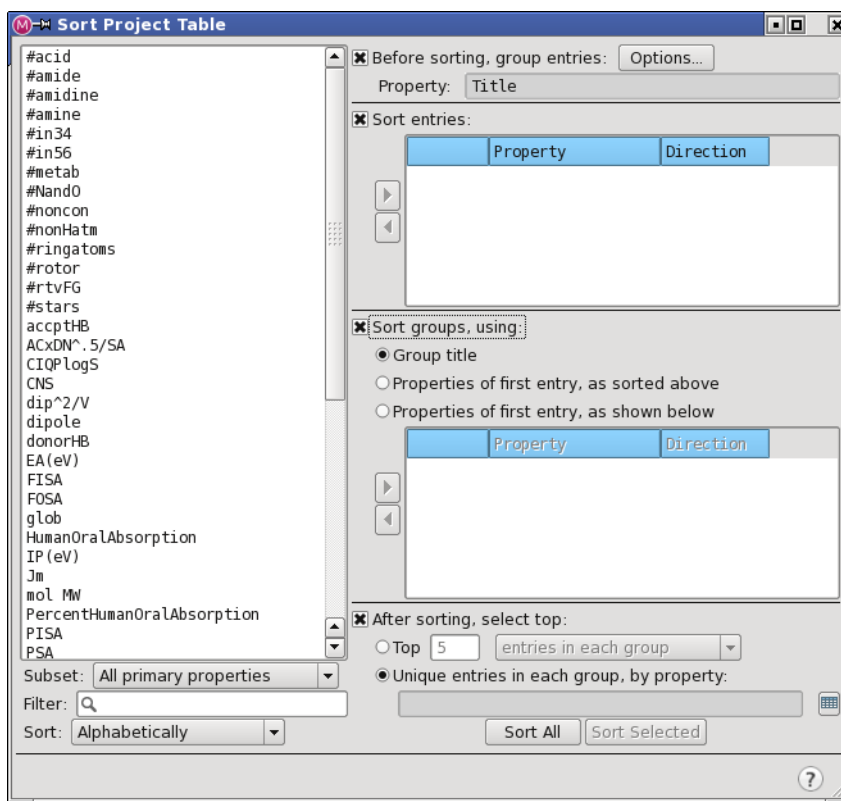 M Sort Project Table
#acid
#amide
#amidine
#amine
#in34
#in56
#metab
#NandO
#noncon
#nonHatm
#ringatoms
#rotor
#rtvFG
#stars
accptHB
ACxDN^.5/SA
CIQPlogS
CNS
dip^2/V
dipole
donorHB
EA(eV)
FISA
FOSA
glob
HumanOralAbsorption
IP(eV)
Jm
mol MW
PercentHumanOralAbsorption
PISA
PSA
Subset: All primary properties
Filter:
Sort: Alphabetically
Before sorting, group entries: Options...
Property: Title
Sort entries:
Property Direction
Sort groups, using:
Group title
Properties of first entry, as sorted above
Properties of first entry, as shown below
Property Direction
After sorting, select top:
Top 5 entries in each group
Unique entries in each group, by property:
Sort All Sort Selected
?